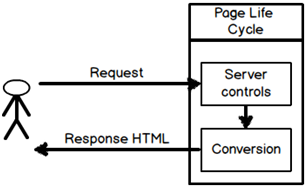 Page Life
Cycle
Request
Server
controls
Response HTML
Conversion